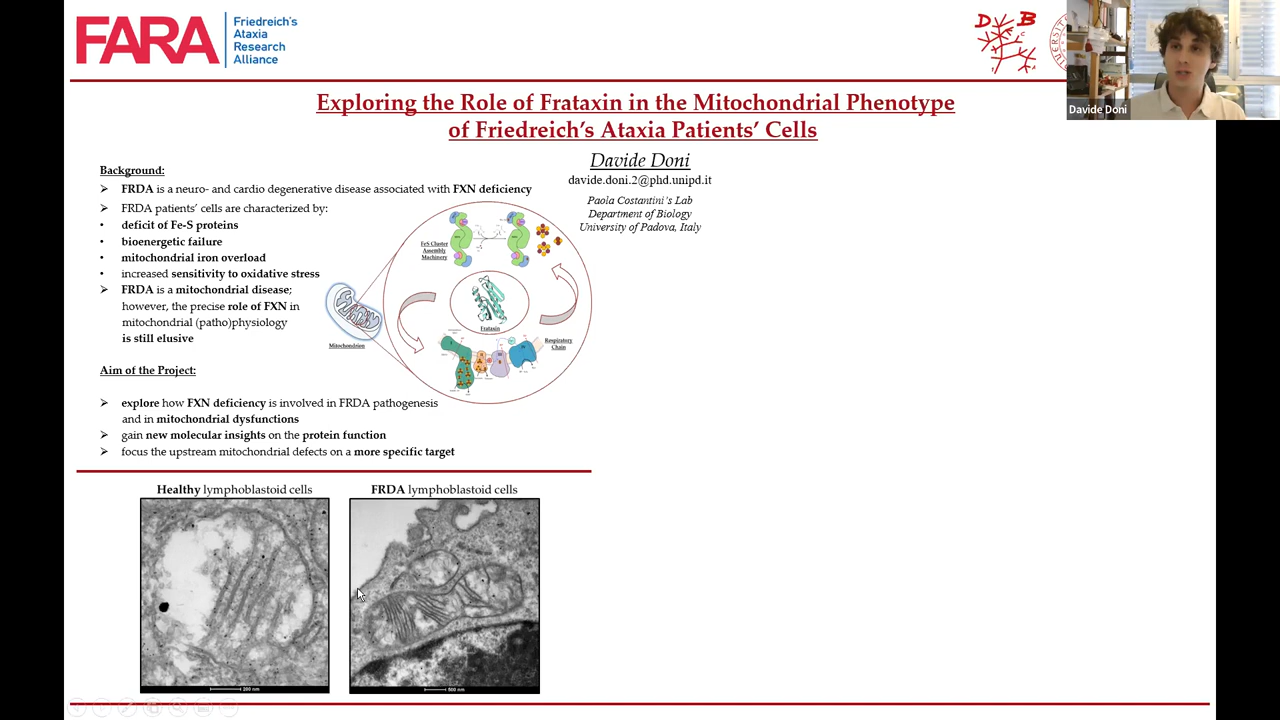 FARA
Friedreich's
Ataxia
Research
Alliance
D B
Davide Doni
Exploring the Role of Frataxin in the Mitochondrial Phenotype
of Friedreich's Ataxia Patients' Cells
Davide Doni
davide.doni.2@phd.unipd.it
Paola Costantini's Lab
Department of Biology
University of Padova, Italy
Background:
➢ FRDA is a neuro- and cardio degenerative disease associated with FXN deficiency
➢ FRDA patients' cells are characterized by:
• deficit of Fe-S proteins
• bioenergetic failure
• mitochondrial iron overload
• increased sensitivity to oxidative stress
➢ FRDA is a mitochondrial disease;
however, the precise role of FXN in
mitochondrial (patho)physiology
is still elusive
FeS Cluster
Assembly
Machinery
Frataxin
Mitochondrion
Respiratory
Chain
Aim of the Project:
➢ explore how FXN deficiency is involved in FRDA pathogenesis
and in mitochondrial dysfunctions
➢ gain new molecular insights on the protein function
➢ focus the upstream mitochondrial defects on a more specific target
Healthy lymphoblastoid cells
FRDA lymphoblastoid cells
200 nm
500 nm